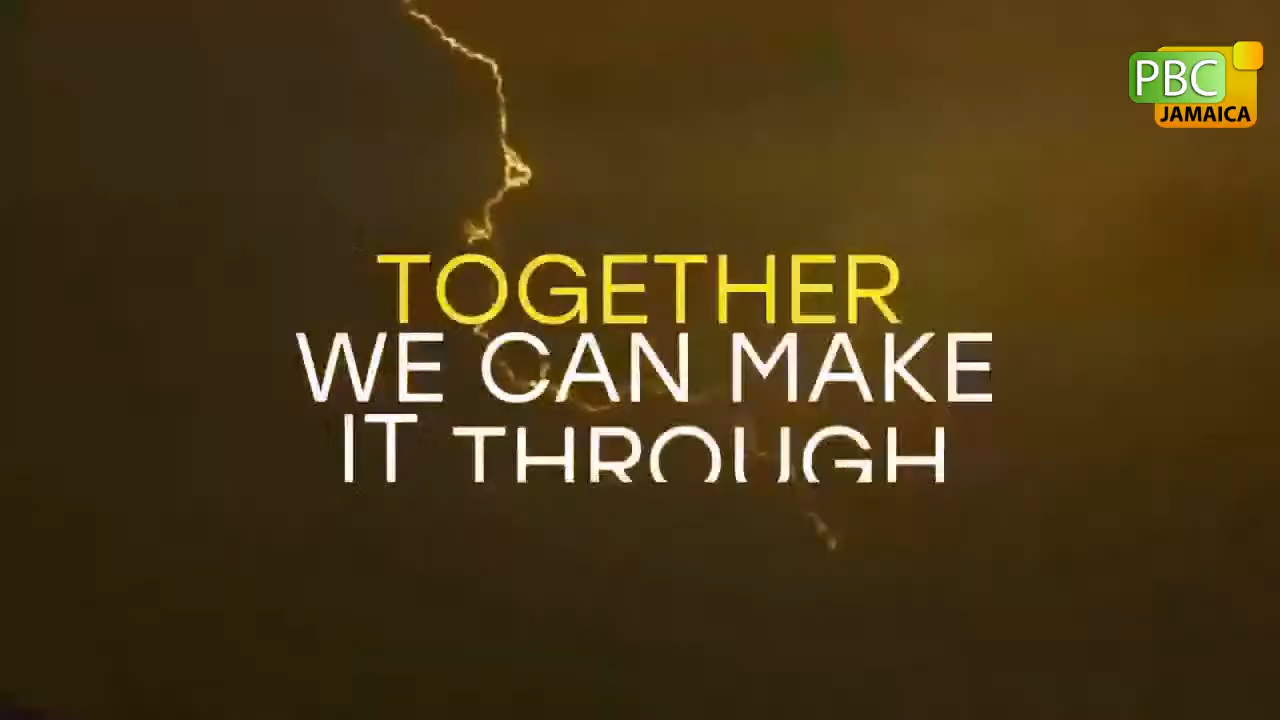 PBC
JAMAICA
TOGETHER
WE CAN MAKE
IT THROUGH